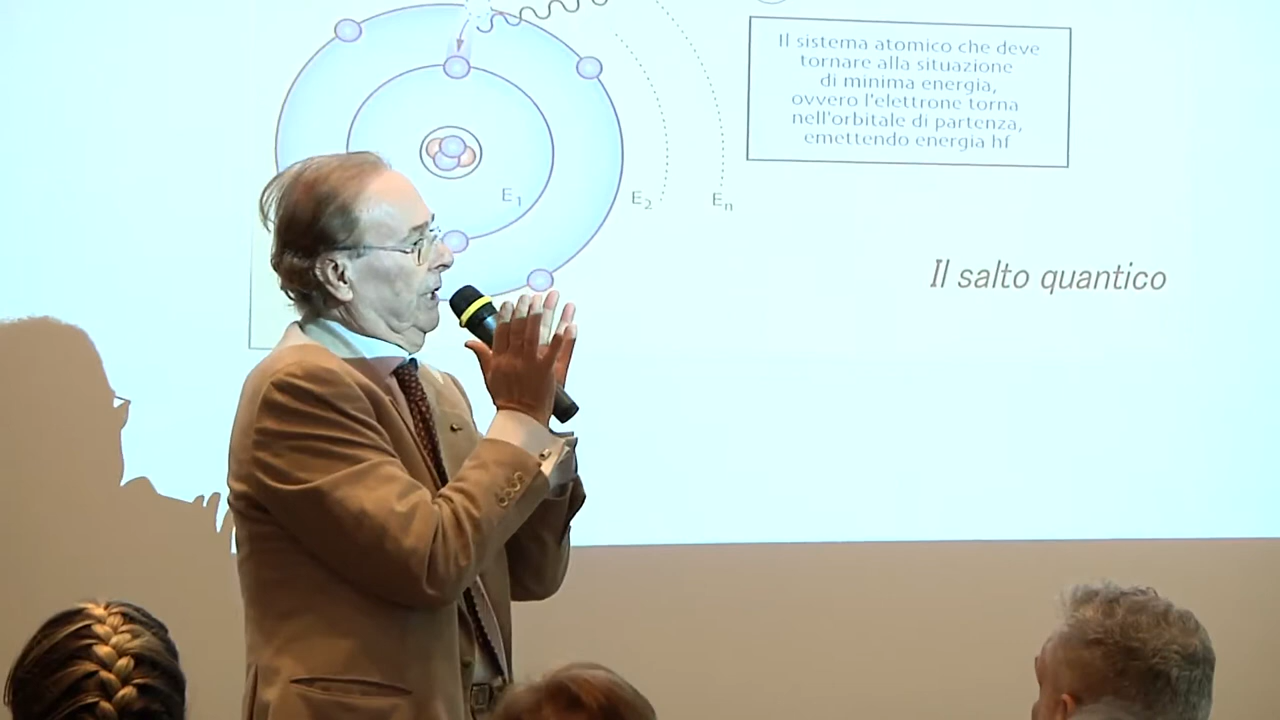 Il sistema atomico che deve
tornare alla situazione
di minima energia,
ovvero l'elettrone torna
nell'orbitale di partenza,
emettendo energia hf
E₁
E₂
Eₙ
Il salto quantico